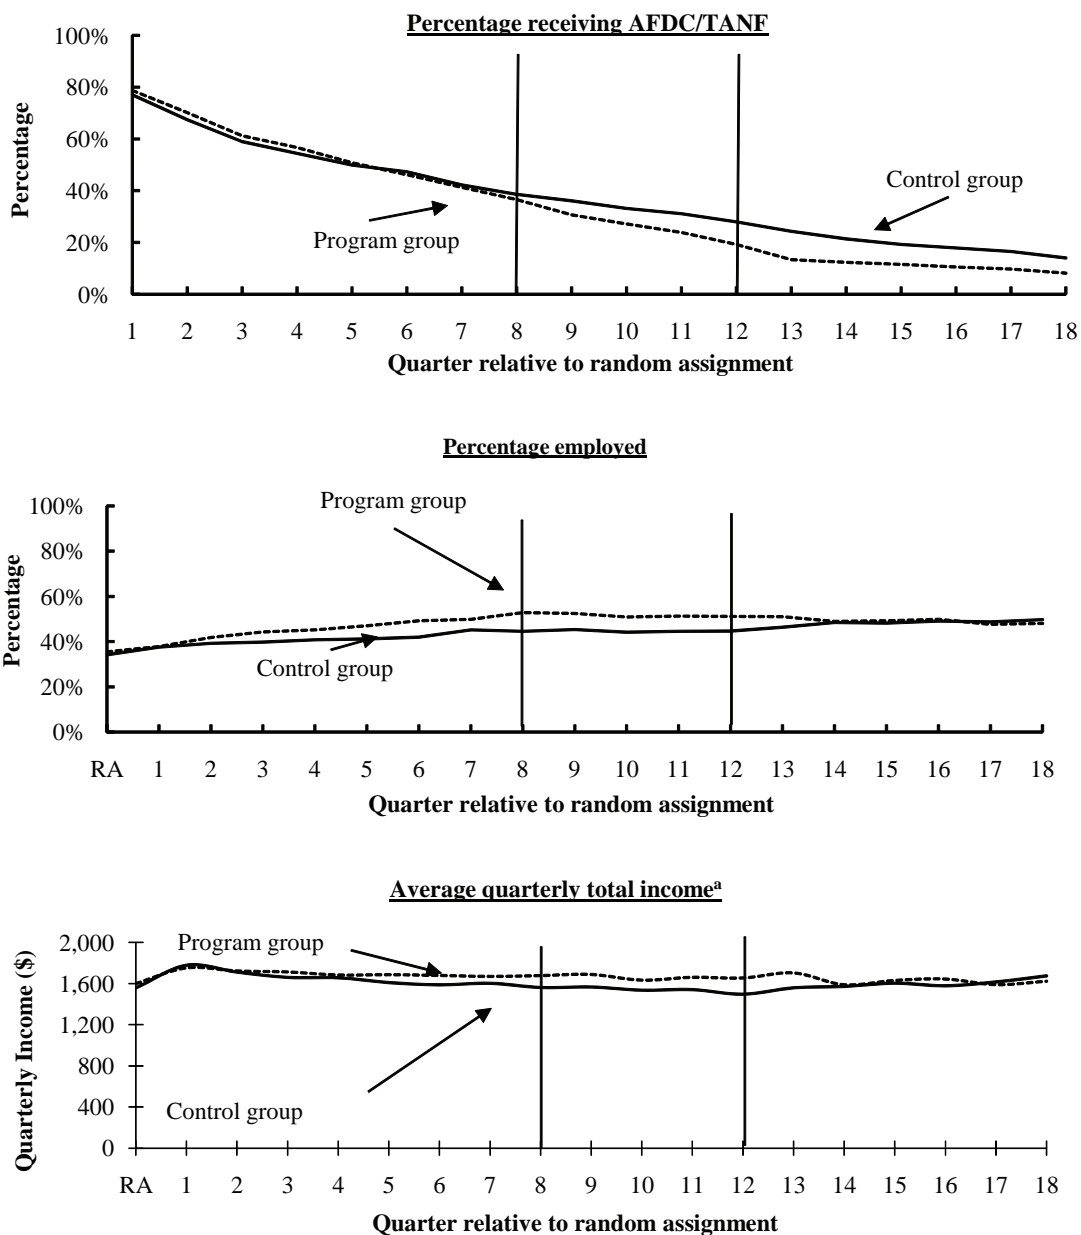 Percentage receiving AFDC/TANF
100%
80%
60%
40%
20%
0%
Percentage
Control group
Program group
1 2 3 4 5 6 7 8 9 10 11 12 13 14 15 16 17 18
Quarter relative to random assignment
Percentage employed
Program group
100%
80%
60%
40%
20%
0%
Percentage
Control group
RA 1 2 3 4 5 6 7 8 9 10 11 12 13 14 15 16 17 18
Quarter relative to random assignment
Average quarterly total incomeᵃ
2,000
1,600
1,200
800
400
0
Quarterly Income ($)
Program group
Control group
RA 1 2 3 4 5 6 7 8 9 10 11 12 13 14 15 16 17 18
Quarter relative to random assignment